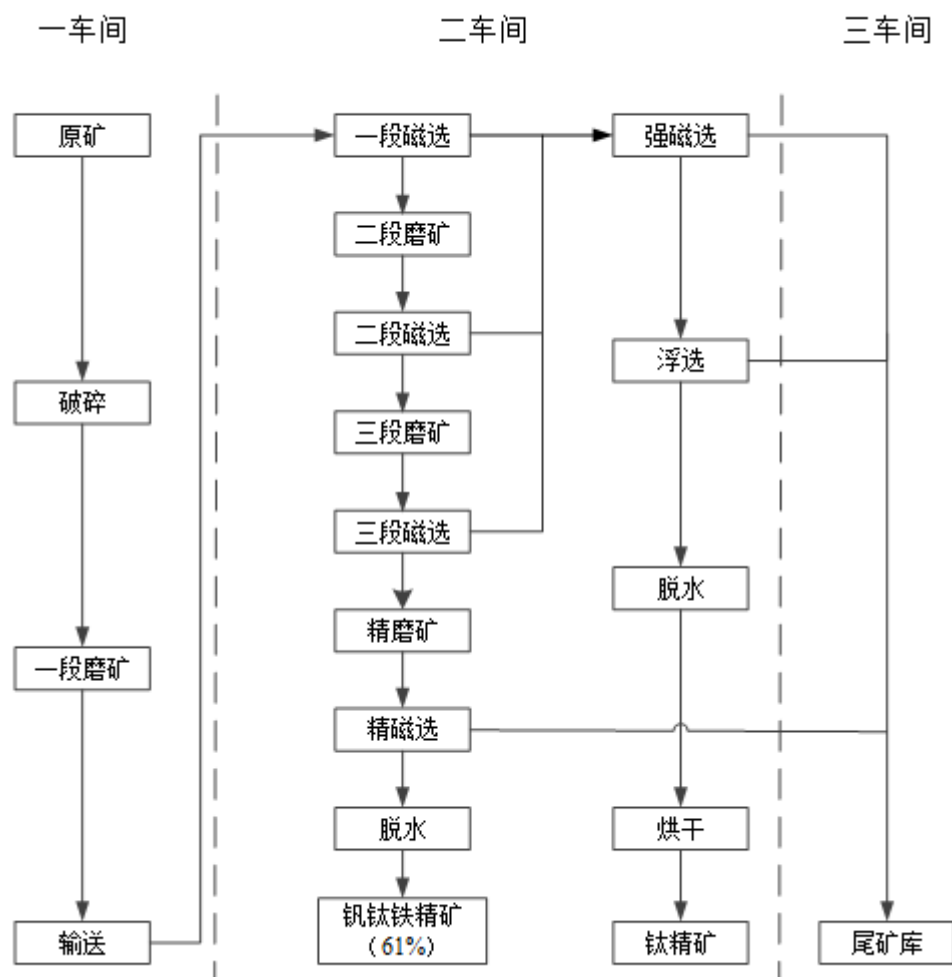 一车间
二车间
三车间
原矿
一段磁选
强磁选
二段磨矿
二段磁选
浮选
破碎
三段磨矿
三段磁选
脱水
精磨矿
一段磨矿
精磁选
脱水
烘干
输送
钒钛铁精矿
（61%）
钛精矿
尾矿库